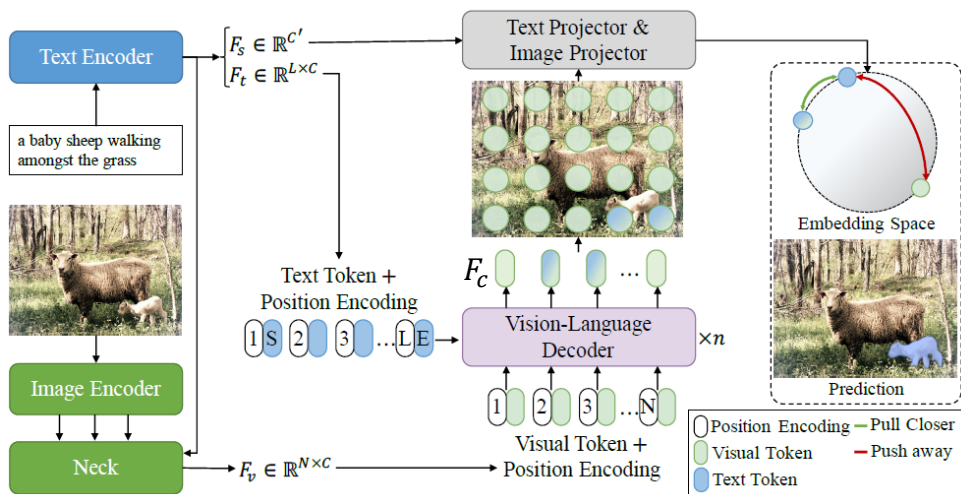 Text Encoder
F_s ∈ ℝ^{C′}
F_t ∈ ℝ^{L×C}
Text Projector &
Image Projector
a baby sheep walking
amongst the grass
Embedding Space
Text Token +
Position Encoding
F_c
...
1 S 2 3 ... L E
Vision-Language
Decoder
×n
Image Encoder
1 2 3 ... N
Prediction
Neck
F_v ∈ ℝ^{N×C}
Visual Token +
Position Encoding
Position Encoding
Visual Token
Text Token
Pull Closer
Push away